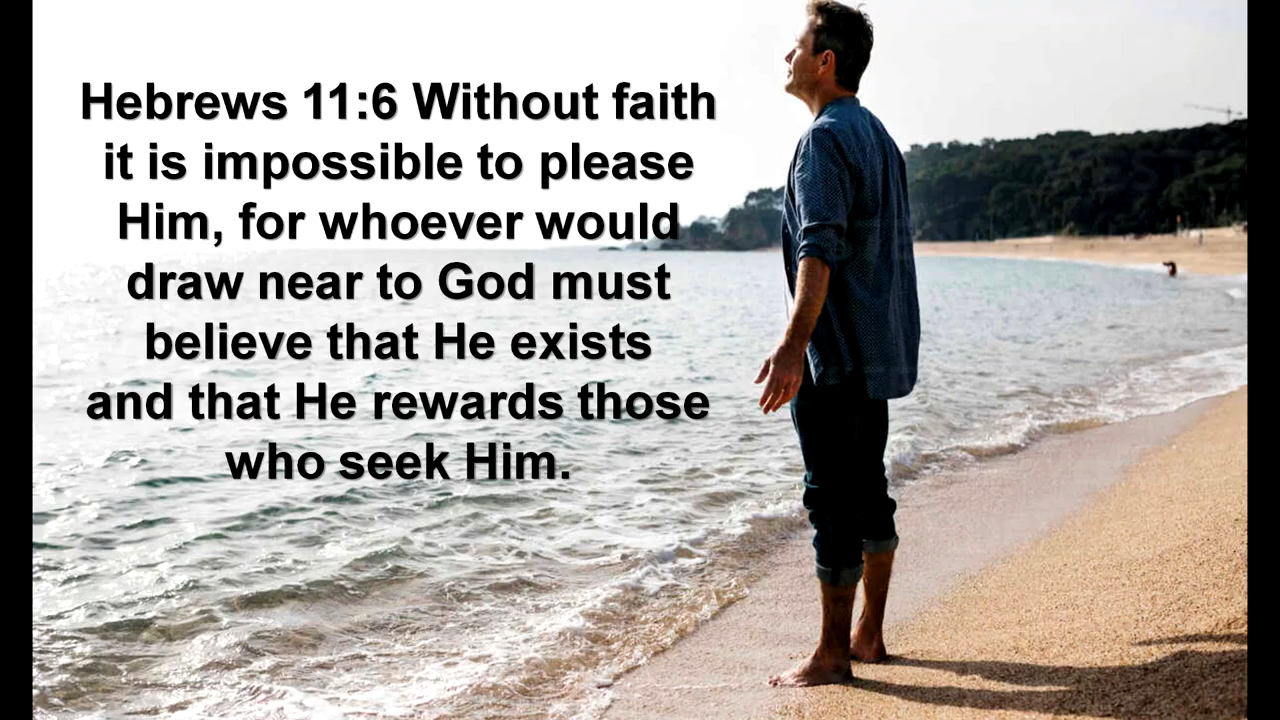 Hebrews 11:6 Without faith
it is impossible to please
Him, for whoever would
draw near to God must
believe that He exists
and that He rewards those
who seek Him.